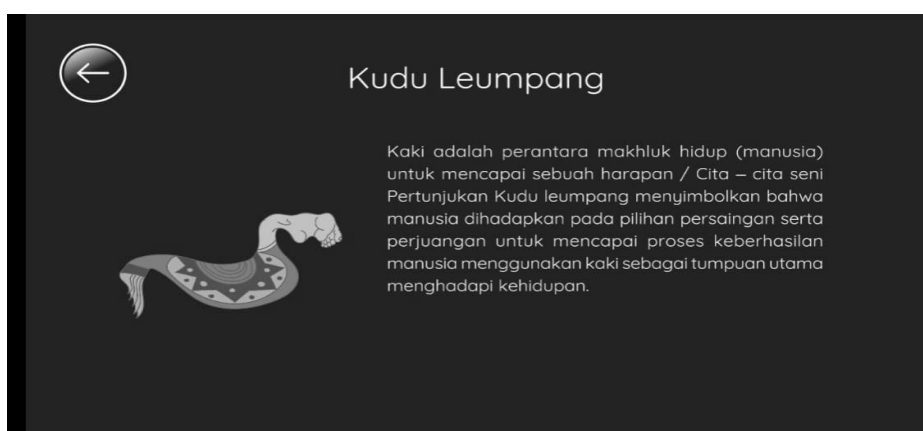 Kudu Leumpang
Kaki adalah perantara makhluk hidup (manusia)
untuk mencapai sebuah harapan / Cita – cita seni
Pertunjukan Kudu leumpang menyimbolkan bahwa
manusia dihadapkan pada pilihan persaingan serta
perjuangan untuk mencapai proses keberhasilan
manusia menggunakan kaki sebagai tumpuan utama
menghadapi kehidupan.